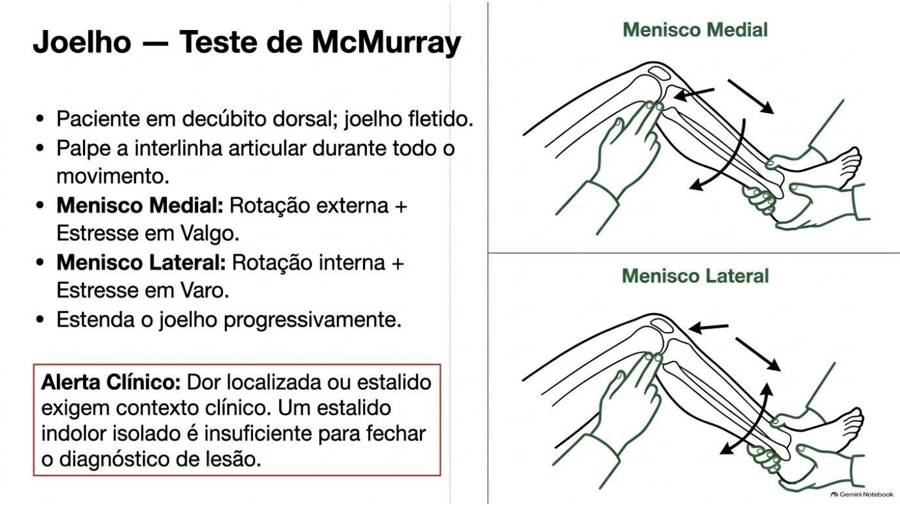 Joelho — Teste de McMurray
• Paciente em decúbito dorsal; joelho fletido.
• Palpe a interlinha articular durante todo o
movimento.
• Menisco Medial: Rotação externa +
Estresse em Valgo.
• Menisco Lateral: Rotação interna +
Estresse em Varo.
• Estenda o joelho progressivamente.
Alerta Clínico: Dor localizada ou estalido
exigem contexto clínico. Um estalido
indolor isolado é insuficiente para fechar
o diagnóstico de lesão.
Menisco Medial
Menisco Lateral
Gemini Notebook